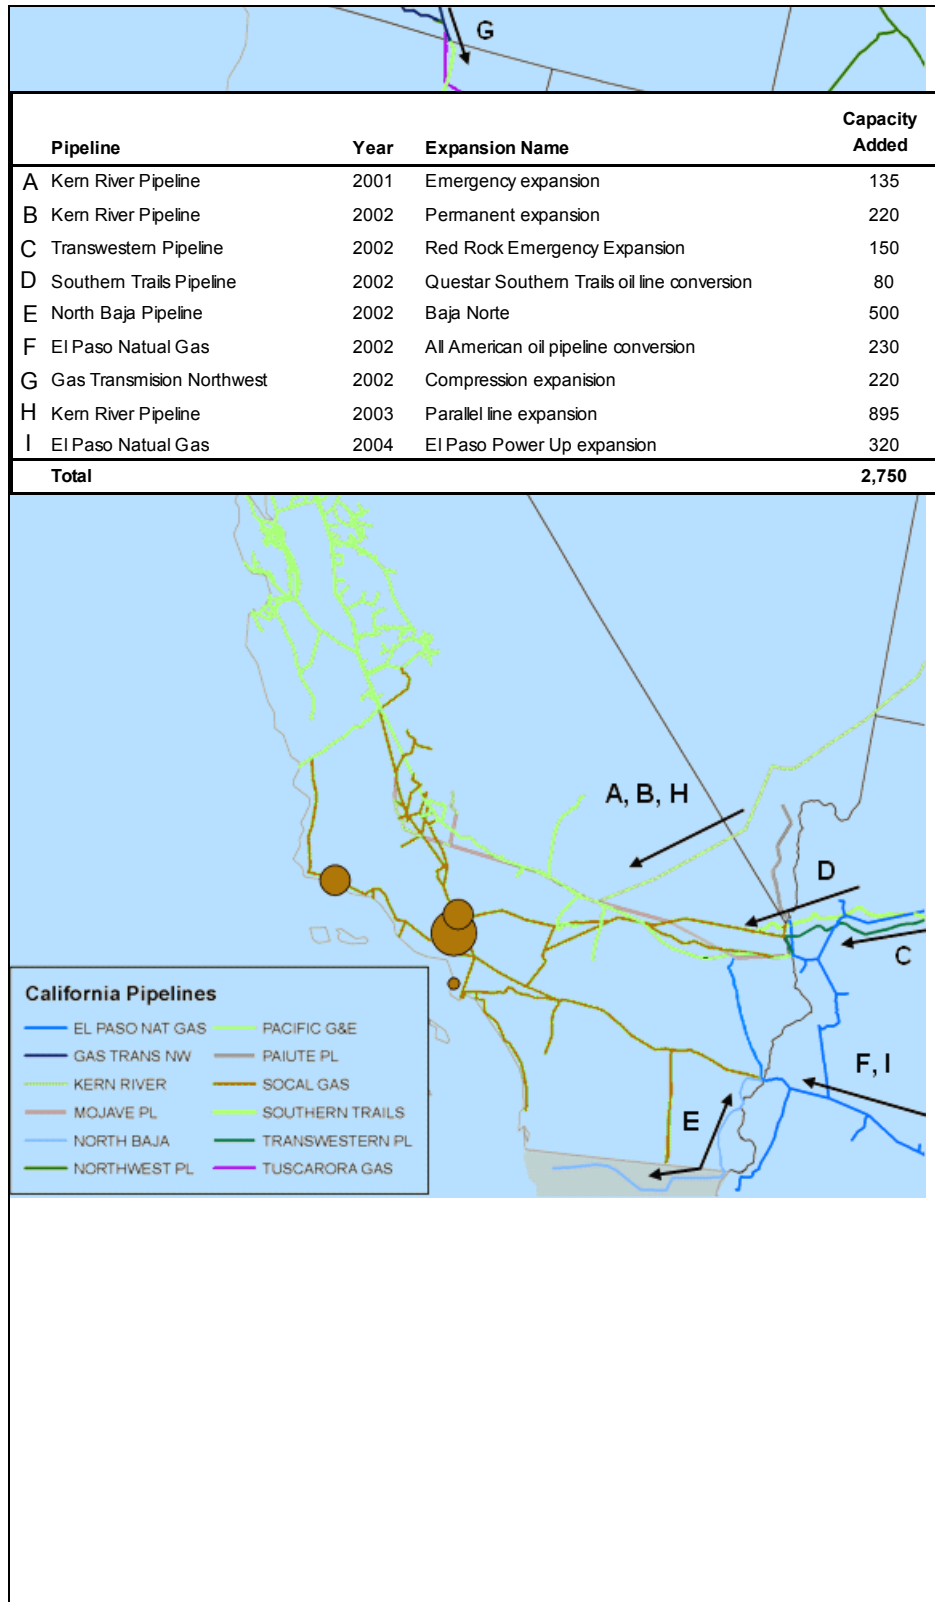 G
Capacity
Pipeline Year Expansion Name Added
A Kern River Pipeline 2001 Emergency expansion 135
B Kern River Pipeline 2002 Permanent expansion 220
C Transwestern Pipeline 2002 Red Rock Emergency Expansion 150
D Southern Trails Pipeline 2002 Questar Southern Trails oil line conversion 80
E North Baja Pipeline 2002 Baja Norte 500
F El Paso Natual Gas 2002 All American oil pipeline conversion 230
G Gas Transmision Northwest 2002 Compression expanision 220
H Kern River Pipeline 2003 Parallel line expansion 895
I El Paso Natual Gas 2004 El Paso Power Up expansion 320
Total 2,750
A, B, H
D
C
F, I
E
California Pipelines
EL PASO NAT GAS PACIFIC G&E
GAS TRANS NW PAIUTE PL
KERN RIVER SOCAL GAS
MOJAVE PL SOUTHERN TRAILS
NORTH BAJA TRANSWESTERN PL
NORTHWEST PL TUSCARORA GAS